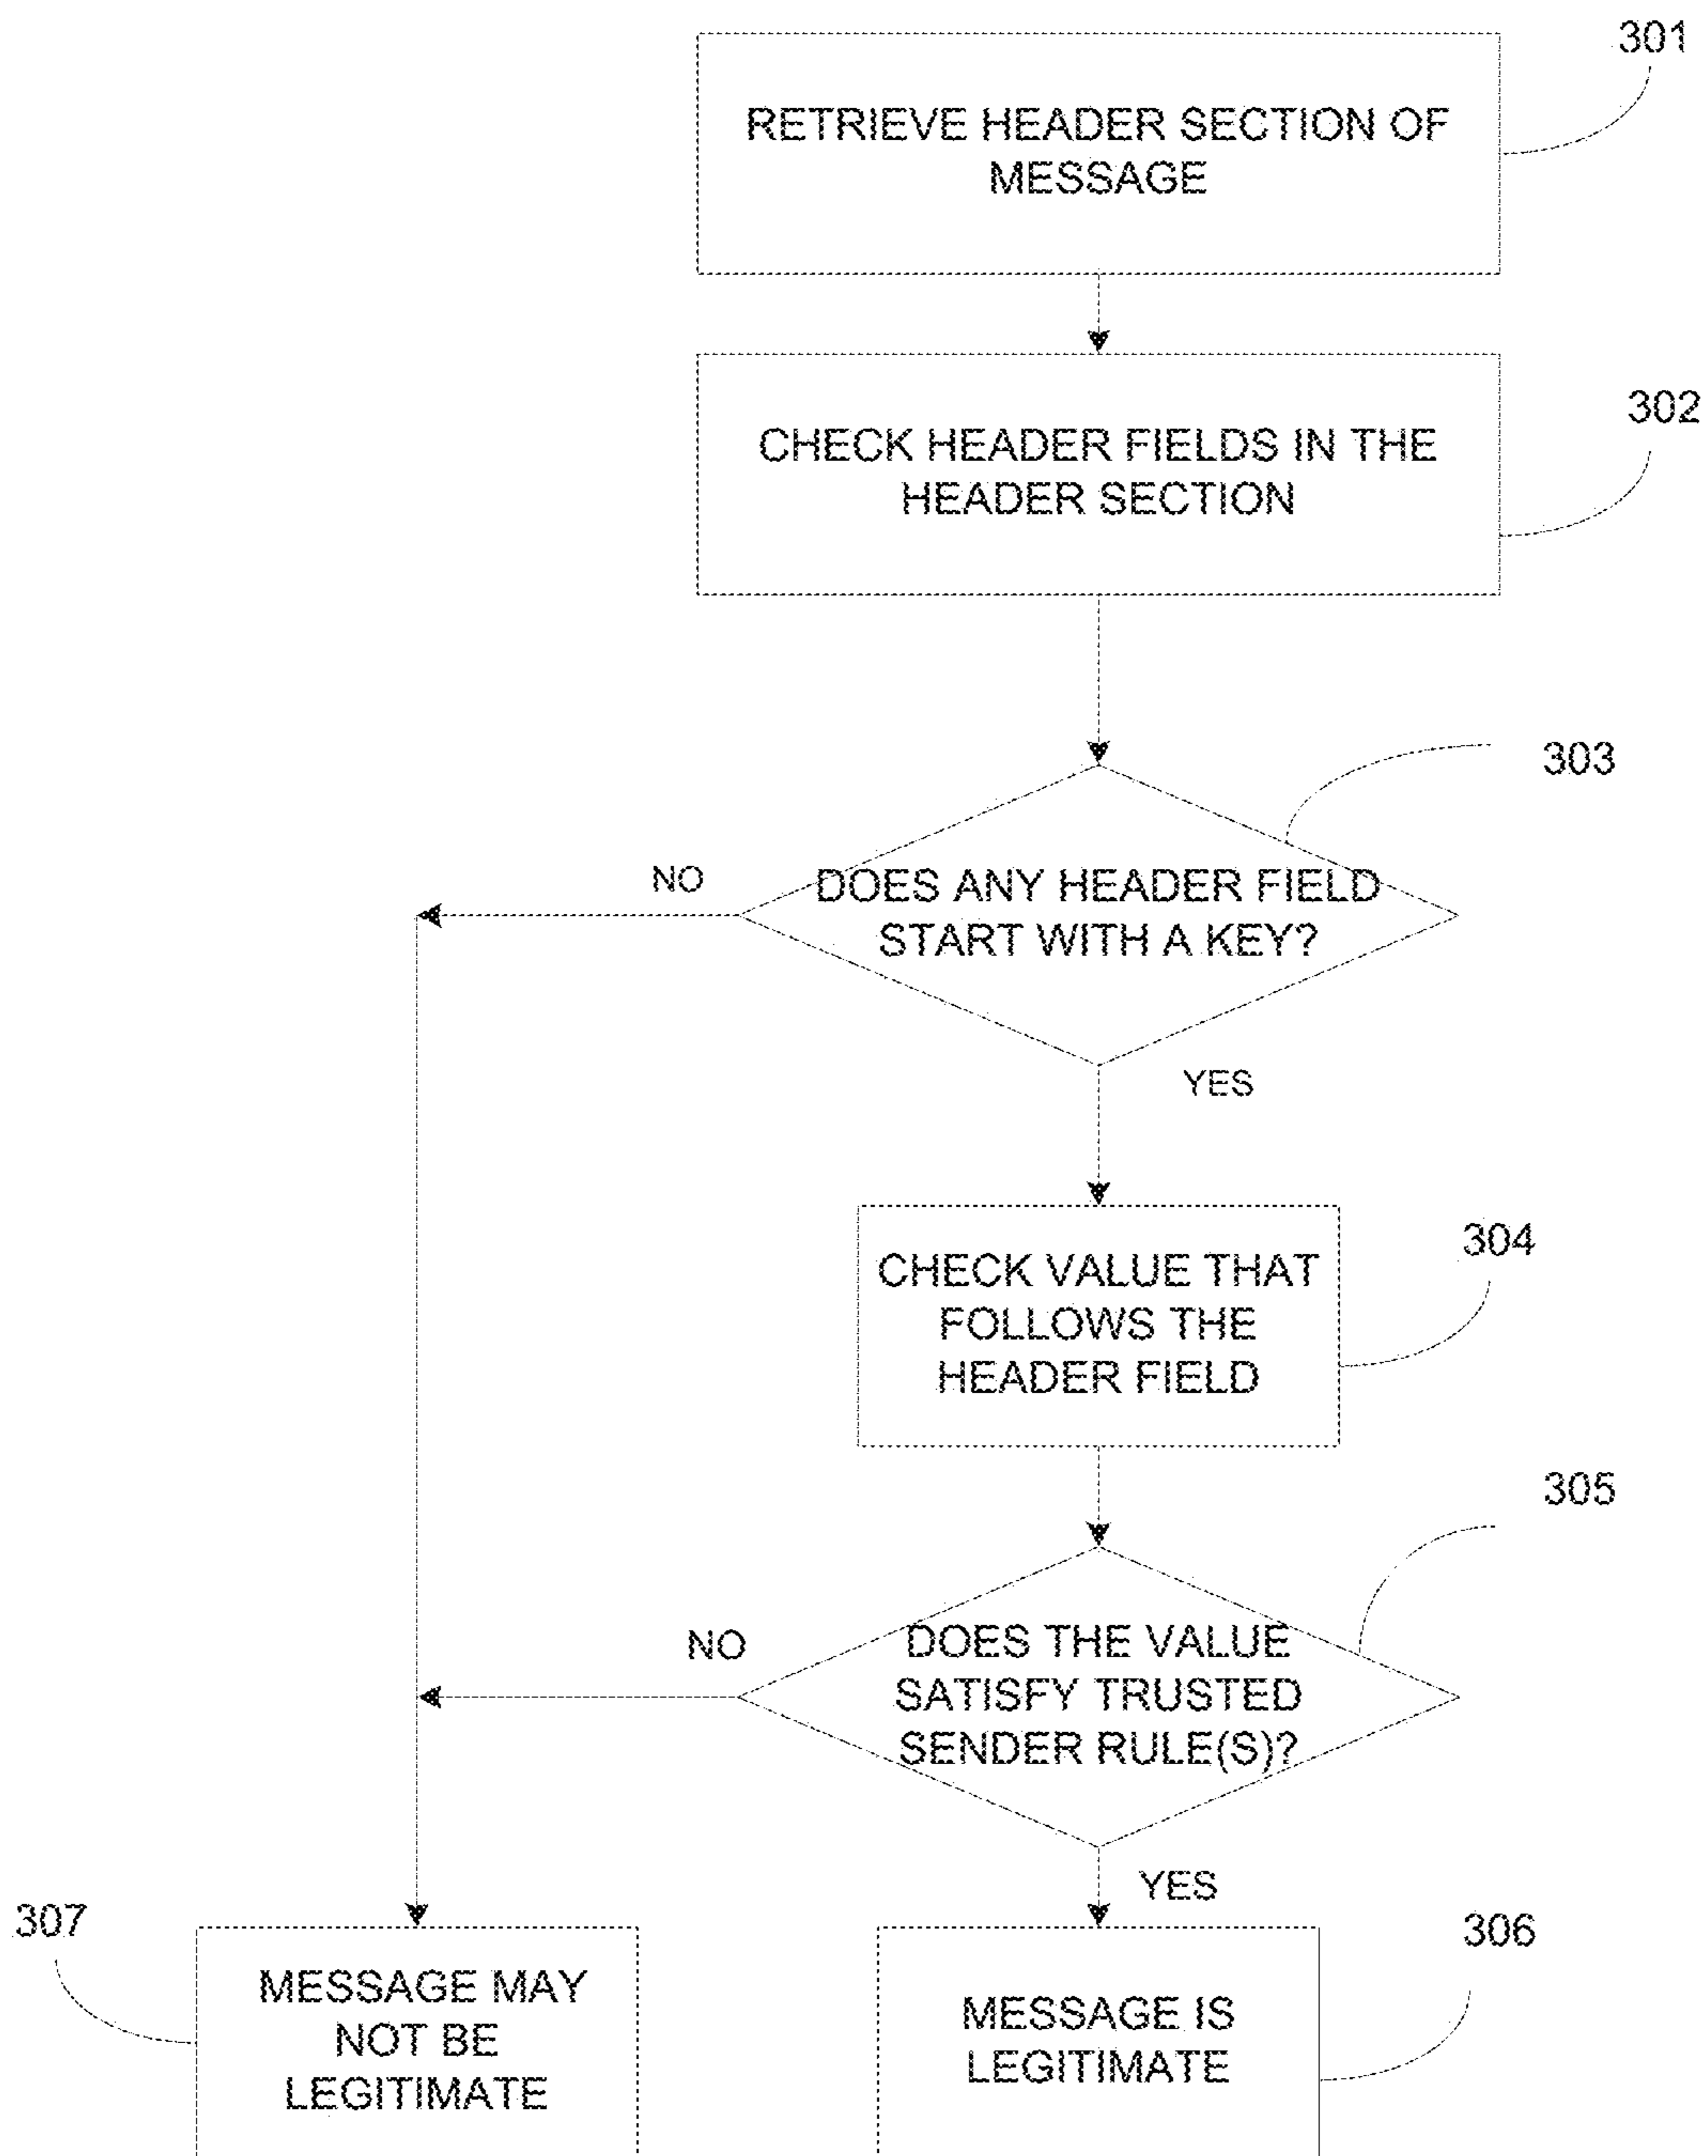 301
RETRIEVE HEADER SECTION OF
MESSAGE
302
CHECK HEADER FIELDS IN THE
HEADER SECTION
303
NO
DOES ANY HEADER FIELD
START WITH A KEY?
YES
304
CHECK VALUE THAT
FOLLOWS THE
HEADER FIELD
305
NO
DOES THE VALUE
SATISFY TRUSTED
SENDER RULE(S)?
YES
307
MESSAGE MAY
NOT BE
LEGITIMATE
306
MESSAGE IS
LEGITIMATE